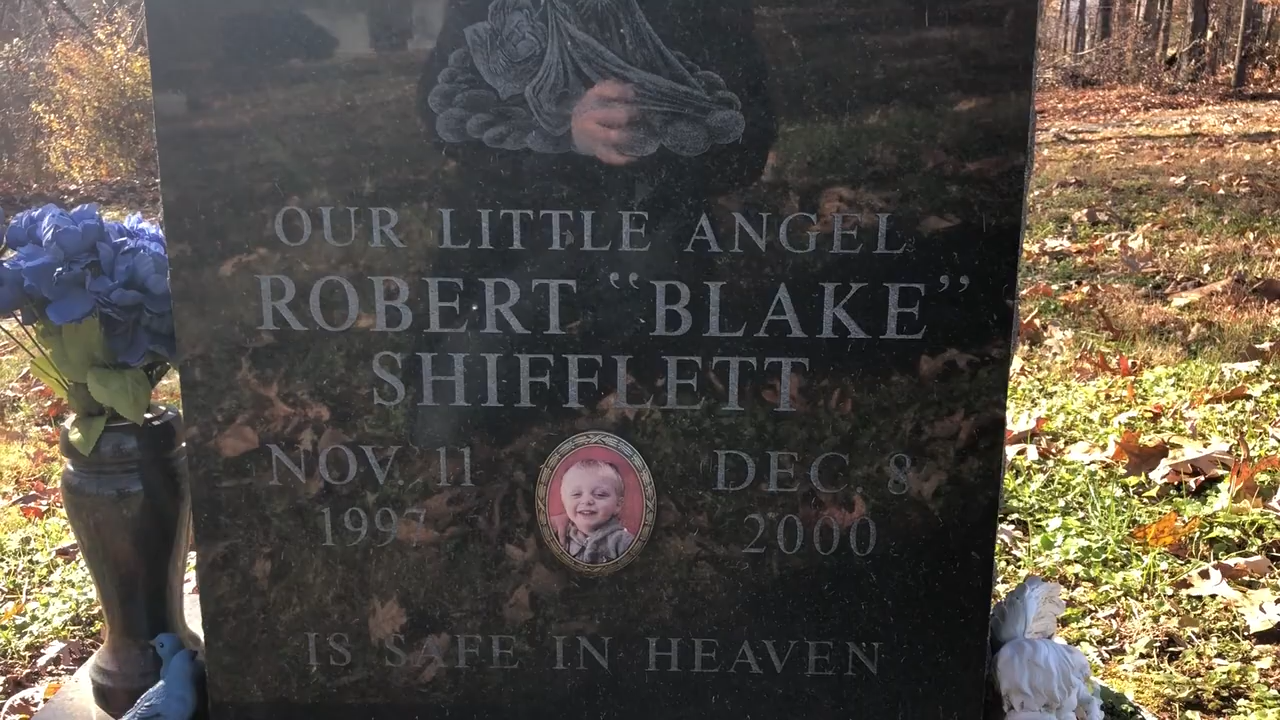 OUR LITTLE ANGEL
ROBERT “BLAKE”
SHIFFLETT
NOV. 11 DEC. 8
1997 2000
IS SAFE IN HEAVEN